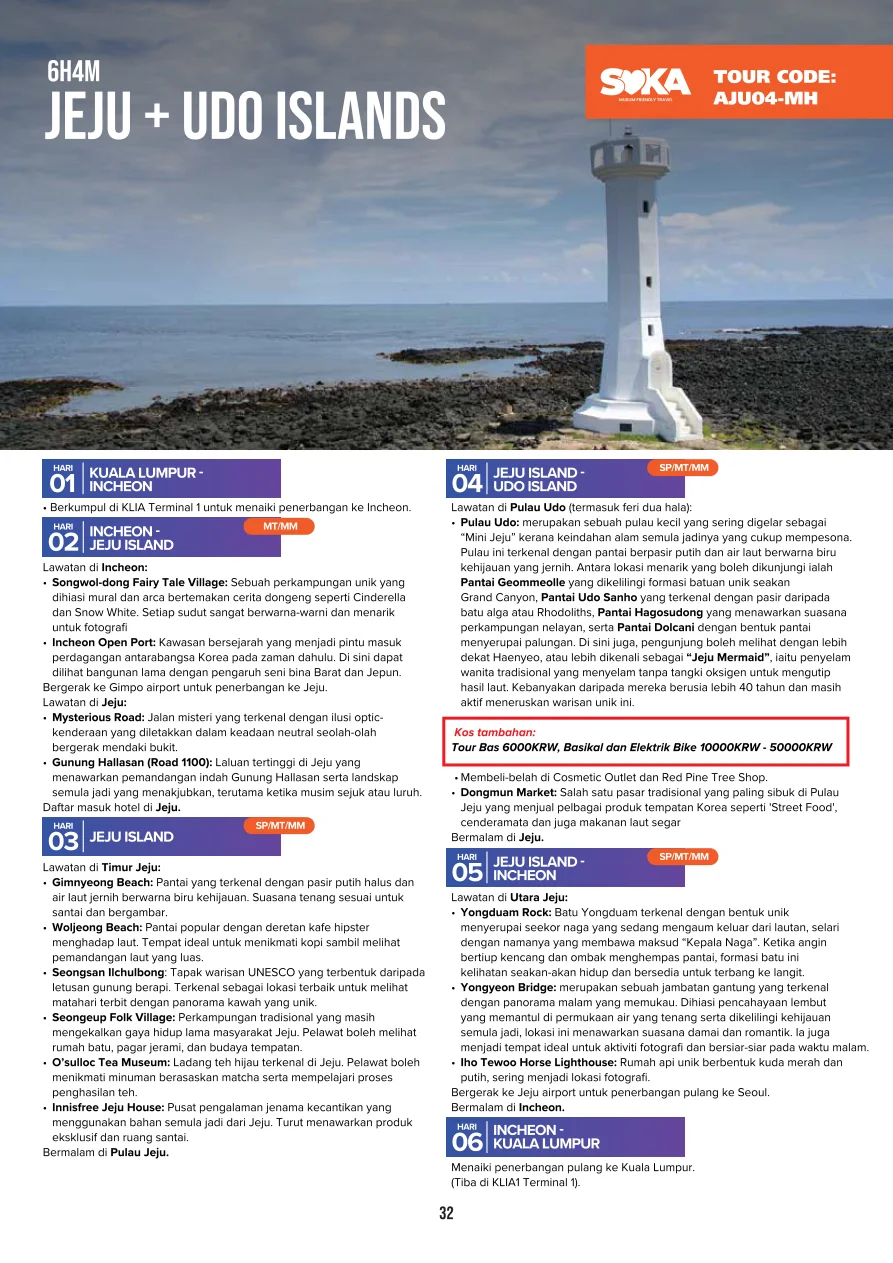 6H4M
JEJU + UDO ISLANDS
SOKA
MUSLIM FRIENDLY TRAVEL
TOUR CODE:
AJU04-MH
HARI
01
KUALA LUMPUR -
INCHEON
• Berkumpul di KLIA Terminal 1 untuk menaiki penerbangan ke Incheon.
HARI
02
INCHEON -
JEJU ISLAND
MT/MM
Lawatan di Incheon:
• Songwol-dong Fairy Tale Village: Sebuah perkampungan unik yang
dihiasi mural dan arca bertemakan cerita dongeng seperti Cinderella
dan Snow White. Setiap sudut sangat berwarna-warni dan menarik
untuk fotografi
• Incheon Open Port: Kawasan bersejarah yang menjadi pintu masuk
perdagangan antarabangsa Korea pada zaman dahulu. Di sini dapat
dilihat bangunan lama dengan pengaruh seni bina Barat dan Jepun.
Bergerak ke Gimpo airport untuk penerbangan ke Jeju.
Lawatan di Jeju:
• Mysterious Road: Jalan misteri yang terkenal dengan ilusi optic-
kenderaan yang diletakkan dalam keadaan neutral seolah-olah
bergerak mendaki bukit.
• Gunung Hallasan (Road 1100): Laluan tertinggi di Jeju yang
menawarkan pemandangan indah Gunung Hallasan serta landskap
semula jadi yang menakjubkan, terutama ketika musim sejuk atau luruh.
Daftar masuk hotel di Jeju.
HARI
03
JEJU ISLAND
SP/MT/MM
Lawatan di Timur Jeju:
• Gimnyeong Beach: Pantai yang terkenal dengan pasir putih halus dan
air laut jernih berwarna biru kehijauan. Suasana tenang sesuai untuk
santai dan bergambar.
• Woljeong Beach: Pantai popular dengan deretan kafe hipster
menghadap laut. Tempat ideal untuk menikmati kopi sambil melihat
pemandangan laut yang luas.
• Seongsan Ilchulbong: Tapak warisan UNESCO yang terbentuk daripada
letusan gunung berapi. Terkenal sebagai lokasi terbaik untuk melihat
matahari terbit dengan panorama kawah yang unik.
• Seongeup Folk Village: Perkampungan tradisional yang masih
mengekalkan gaya hidup lama masyarakat Jeju. Pelawat boleh melihat
rumah batu, pagar jerami, dan budaya tempatan.
• O’sulloc Tea Museum: Ladang teh hijau terkenal di Jeju. Pelawat boleh
menikmati minuman berasaskan matcha serta mempelajari proses
penghasilan teh.
• Innisfree Jeju House: Pusat pengalaman jenama kecantikan yang
menggunakan bahan semula jadi dari Jeju. Turut menawarkan produk
eksklusif dan ruang santai.
Bermalam di Pulau Jeju.
HARI
04
JEJU ISLAND -
UDO ISLAND
SP/MT/MM
Lawatan di Pulau Udo (termasuk feri dua hala):
• Pulau Udo: merupakan sebuah pulau kecil yang sering digelar sebagai
“Mini Jeju” kerana keindahan alam semula jadinya yang cukup mempesona.
Pulau ini terkenal dengan pantai berpasir putih dan air laut berwarna biru
kehijauan yang jernih. Antara lokasi menarik yang boleh dikunjungi ialah
Pantai Geommeolle yang dikelilingi formasi batuan unik seakan
Grand Canyon, Pantai Udo Sanho yang terkenal dengan pasir daripada
batu alga atau Rhodoliths, Pantai Hagosudong yang menawarkan suasana
perkampungan nelayan, serta Pantai Dolcani dengan bentuk pantai
menyerupai palungan. Di sini juga, pengunjung boleh melihat dengan lebih
dekat Haenyeo, atau lebih dikenali sebagai “Jeju Mermaid”, iaitu penyelam
wanita tradisional yang menyelam tanpa tangki oksigen untuk mengutip
hasil laut. Kebanyakan daripada mereka berusia lebih 40 tahun dan masih
aktif meneruskan warisan unik ini.
Kos tambahan:
Tour Bas 6000KRW, Basikal dan Elektrik Bike 10000KRW - 50000KRW
• Membeli-belah di Cosmetic Outlet dan Red Pine Tree Shop.
• Dongmun Market: Salah satu pasar tradisional yang paling sibuk di Pulau
Jeju yang menjual pelbagai produk tempatan Korea seperti 'Street Food',
cenderamata dan juga makanan laut segar
Bermalam di Jeju.
HARI
05
JEJU ISLAND -
INCHEON
SP/MT/MM
Lawatan di Utara Jeju:
• Yongduam Rock: Batu Yongduam terkenal dengan bentuk unik
menyerupai seekor naga yang sedang mengaum keluar dari lautan, selari
dengan namanya yang membawa maksud “Kepala Naga”. Ketika angin
bertiup kencang dan ombak menghempas pantai, formasi batu ini
kelihatan seakan-akan hidup dan bersedia untuk terbang ke langit.
• Yongyeon Bridge: merupakan sebuah jambatan gantung yang terkenal
dengan panorama malam yang memukau. Dihiasi pencahayaan lembut
yang memantul di permukaan air yang tenang serta dikelilingi kehijauan
semula jadi, lokasi ini menawarkan suasana damai dan romantik. Ia juga
menjadi tempat ideal untuk aktiviti fotografi dan bersiar-siar pada waktu malam.
• Iho Tewoo Horse Lighthouse: Rumah api unik berbentuk kuda merah dan
putih, sering menjadi lokasi fotografi.
Bergerak ke Jeju airport untuk penerbangan pulang ke Seoul.
Bermalam di Incheon.
HARI
06
INCHEON -
KUALA LUMPUR
Menaiki penerbangan pulang ke Kuala Lumpur.
(Tiba di KLIA1 Terminal 1).
32